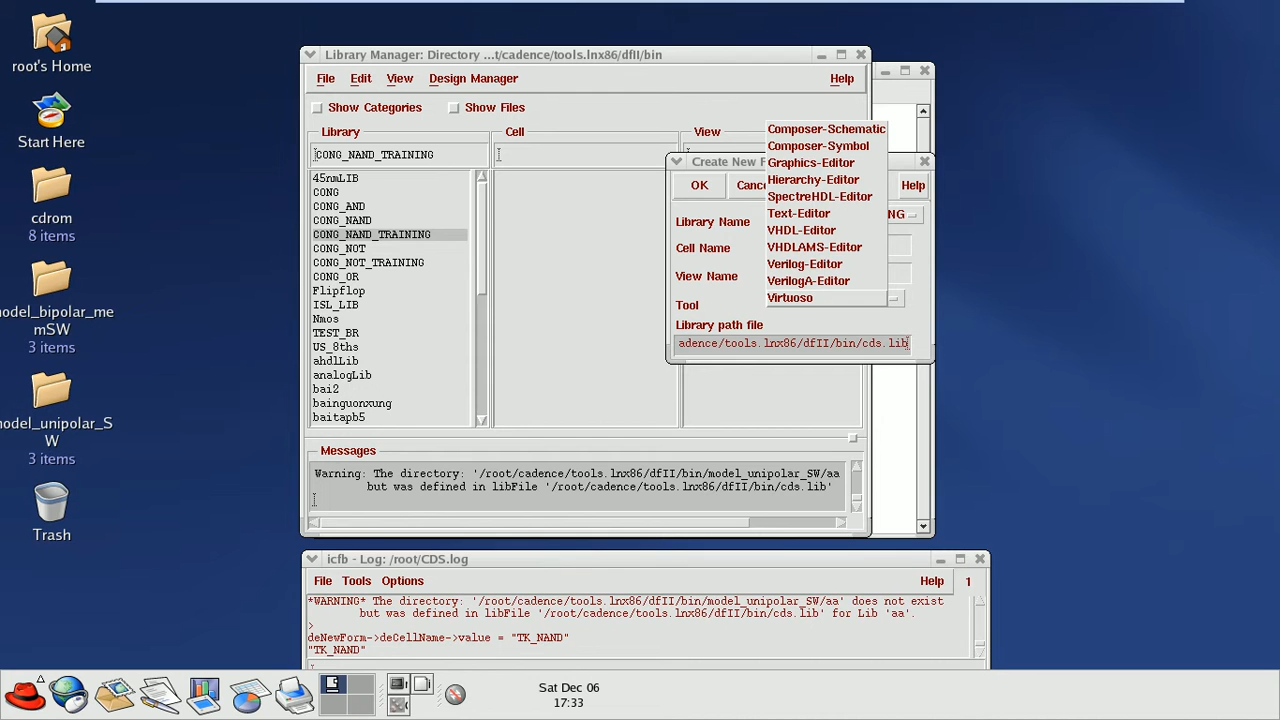 root's Home
Start Here
cdrom
8 items
model_bipolar_me
mSW
3 items
model_unipolar_S
W
3 items
Trash
Library Manager: Directory ...t/cadence/tools.lnx86/dfII/bin
File Edit View Design Manager Help
Show Categories Show Files
Library Cell View
CONG_NAND_TRAINING
45nmLIB
CONG
CONG_AND
CONG_NAND
CONG_NAND_TRAINING
CONG_NOT
CONG_NOT_TRAINING
CONG_OR
Flipflop
ISL_LIB
Nmos
TEST_BR
US_8ths
ahdlLib
analogLib
bai2
bainguonxung
baitapb5
Create New F
OK Cance Help
Library Name NG
Cell Name
View Name
Tool
Library path file
adence/tools.lnx86/dfII/bin/cds.lib
Composer-Schematic
Composer-Symbol
Graphics-Editor
Hierarchy-Editor
SpectreHDL-Editor
Text-Editor
VHDL-Editor
VHDLAMS-Editor
Verilog-Editor
VerilogA-Editor
Virtuoso
Messages
Warning: The directory: '/root/cadence/tools.lnx86/dfII/bin/model_unipolar_SW/aa
but was defined in libFile '/root/cadence/tools.lnx86/dfII/bin/cds.lib'
icfb - Log: /root/CDS.log
File Tools Options Help 1
*WARNING* The directory: '/root/cadence/tools.lnx86/dfII/bin/model_unipolar_SW/aa' does not exist
but was defined in libFile '/root/cadence/tools.lnx86/dfII/bin/cds.lib' for Lib 'aa'.
>
deNewForm->deCellName->value = "TK_NAND"
"TK_NAND"
Sat Dec 06
17:33